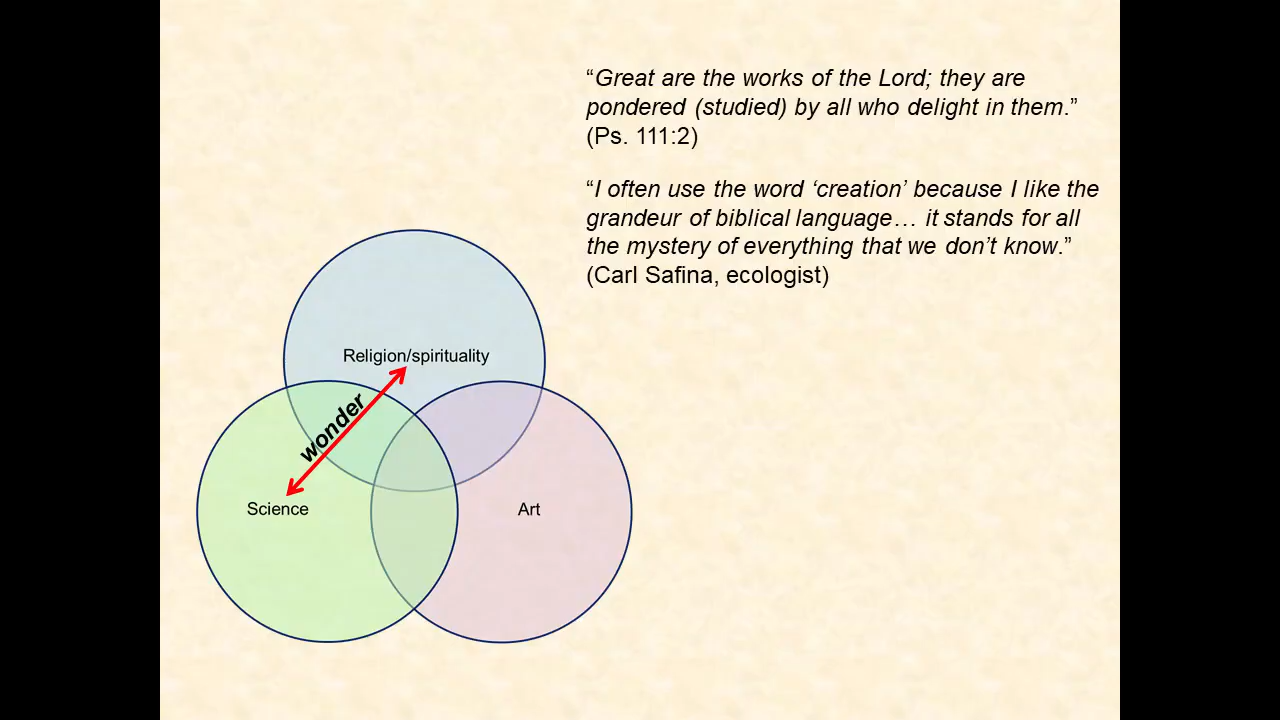 “Great are the works of the Lord; they are
pondered (studied) by all who delight in them.”
(Ps. 111:2)
“I often use the word ‘creation’ because I like the
grandeur of biblical language… it stands for all
the mystery of everything that we don’t know.”
(Carl Safina, ecologist)
Religion/spirituality
wonder
Science
Art